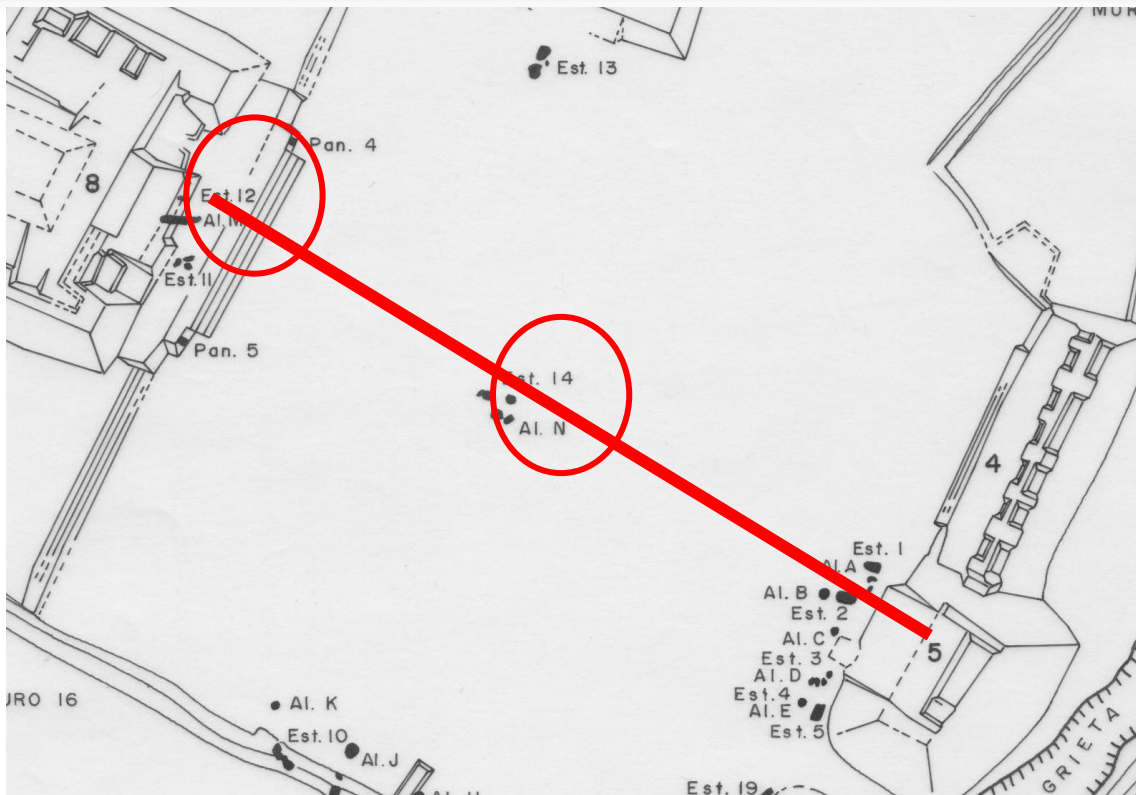 MUR
Est. 13
Pan. 4
8
Est. 12
Al. M
Est. 11
Pan. 5
Est. 14
Al. N
4
Est. 1
Al. A
Al. B
Est. 2
Al. C
Est. 3
5
Al. D
Est. 4
Al. E
Est. 5
URO 16
Al. K
Est. 10
Al. J
GRIETA
Est. 19